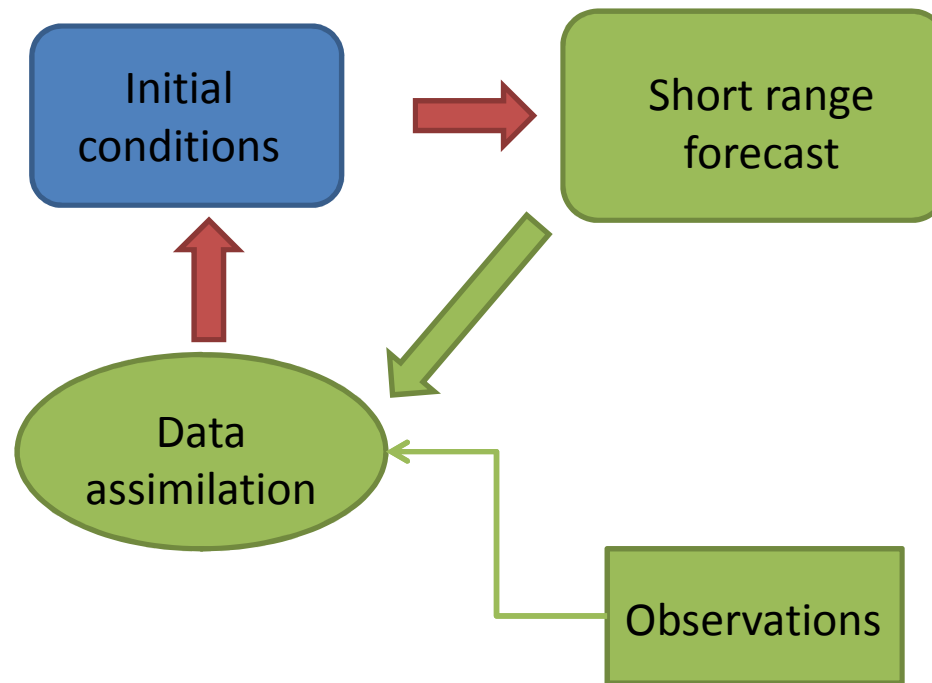 Initial
conditions
Short range
forecast
Data
assimilation
Observations